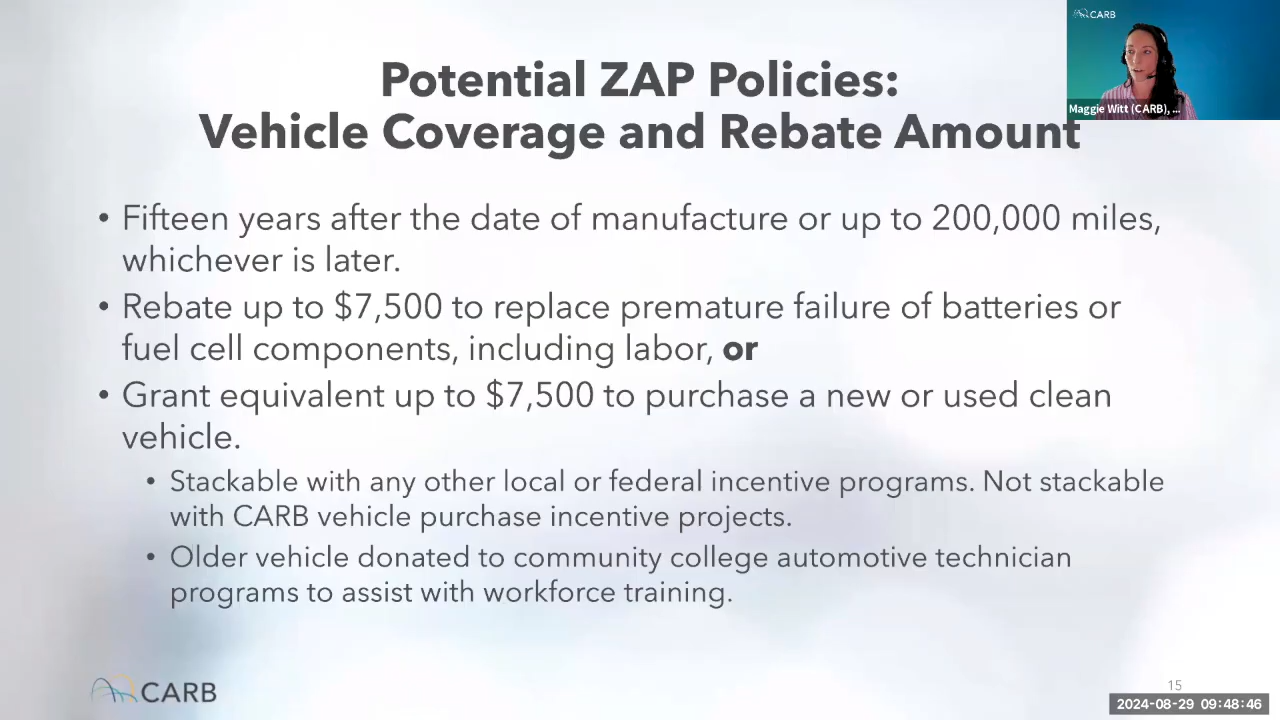 CARB
Maggie Witt (CARB), ...
Potential ZAP Policies:
Vehicle Coverage and Rebate Amount
• Fifteen years after the date of manufacture or up to 200,000 miles,
whichever is later.
• Rebate up to $7,500 to replace premature failure of batteries or
fuel cell components, including labor, or
• Grant equivalent up to $7,500 to purchase a new or used clean
vehicle.
• Stackable with any other local or federal incentive programs. Not stackable
with CARB vehicle purchase incentive projects.
• Older vehicle donated to community college automotive technician
programs to assist with workforce training.
CARB
15
2024-08-29 09:48:46